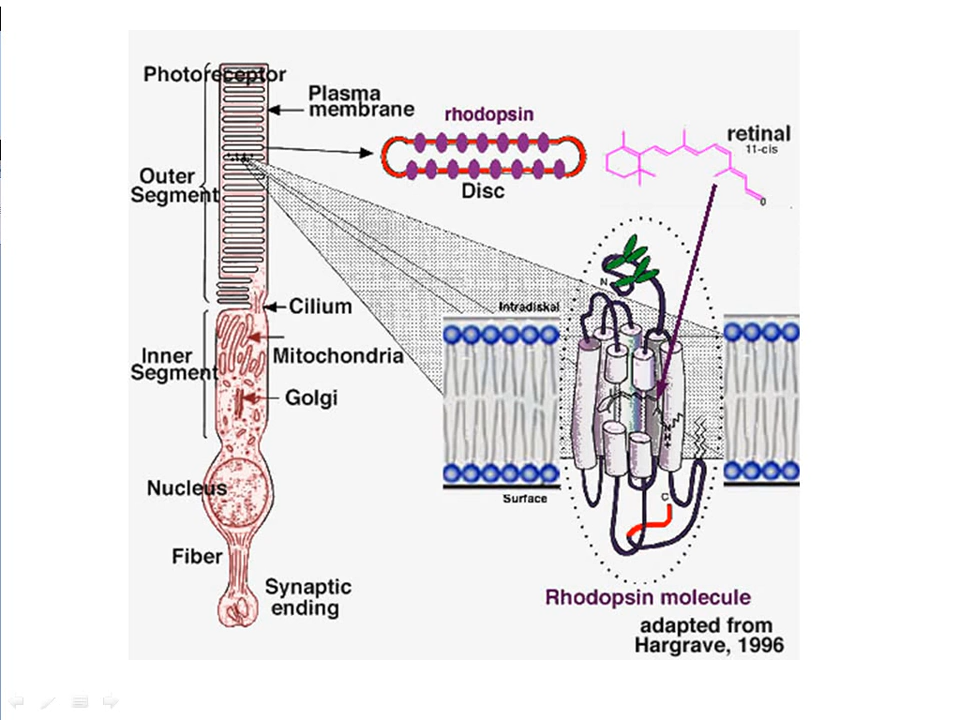 Photoreceptor
Plasma
membrane
rhodopsin
Disc
retinal
11-cis
O
Outer
Segment
Intradiskal
N
Cilium
Inner
Segment
Mitochondria
Golgi
N
H
+
C
Surface
Nucleus
Fiber
Synaptic
ending
Rhodopsin molecule
adapted from
Hargrave, 1996